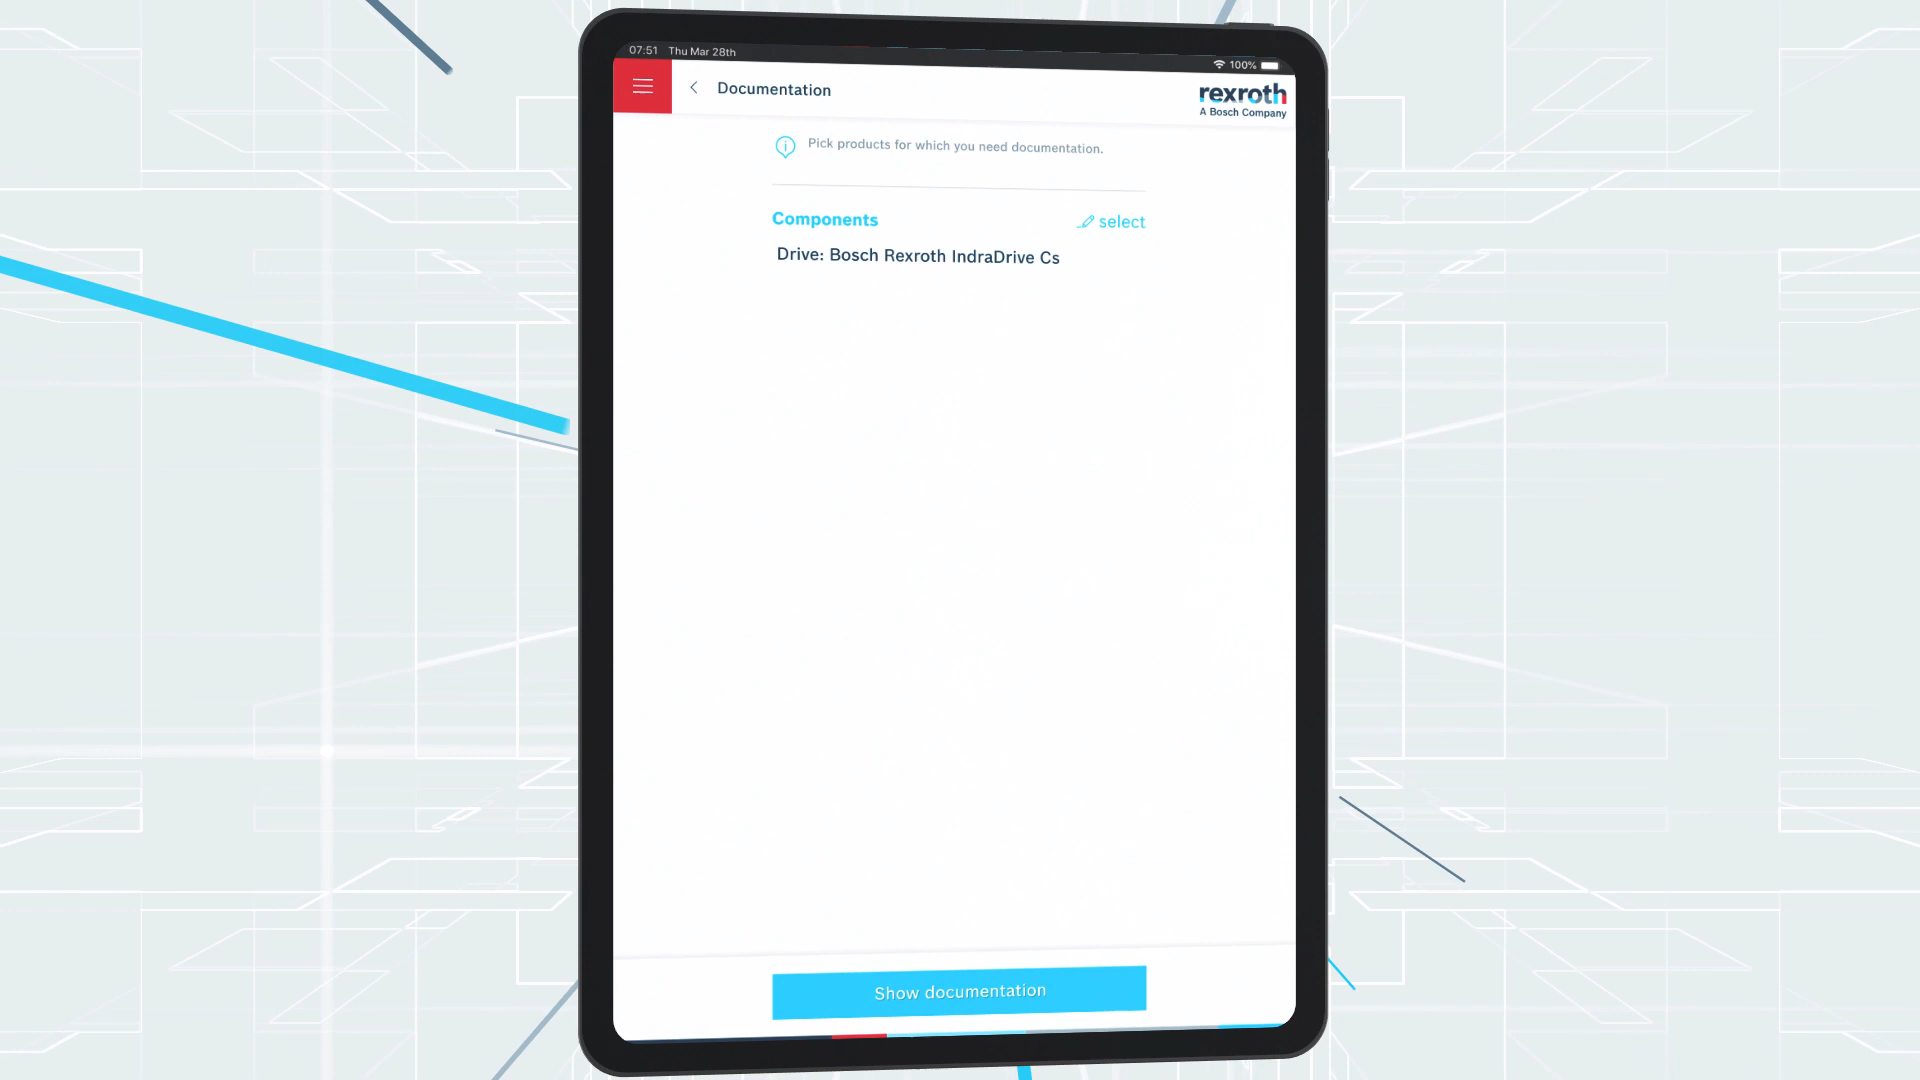 07:51 Thu Mar 28th
100%
Documentation
rexroth
A Bosch Company
Pick products for which you need documentation.
Components
select
Drive: Bosch Rexroth IndraDrive Cs
Show documentation